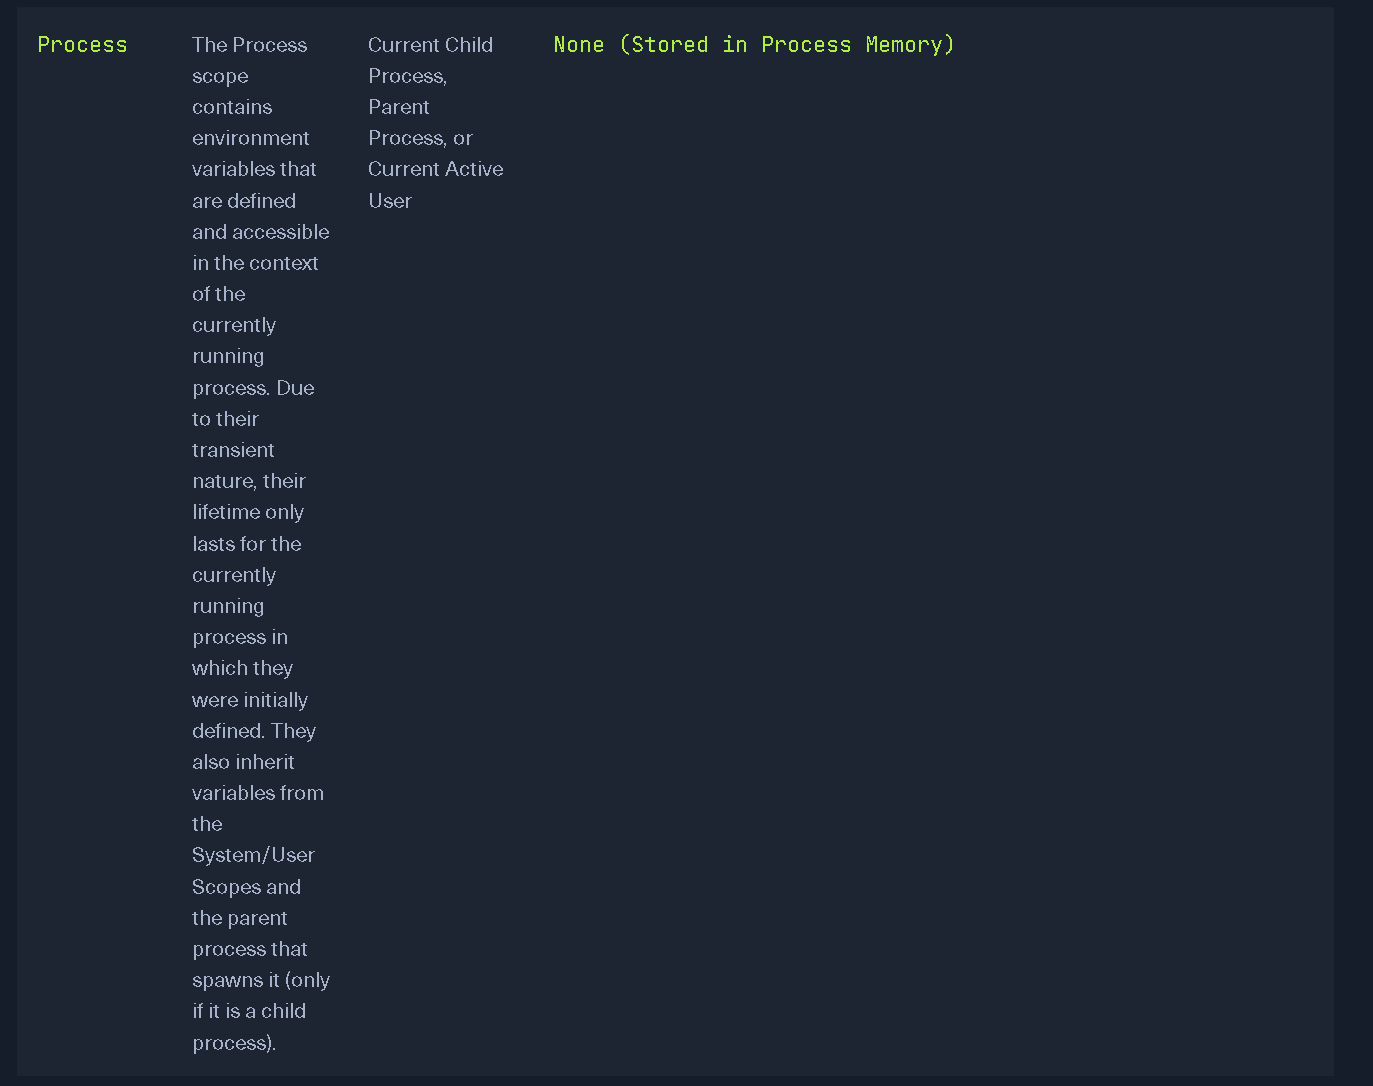 Process
The Process
scope
contains
environment
variables that
are defined
and accessible
in the context
of the
currently
running
process. Due
to their
transient
nature, their
lifetime only
lasts for the
currently
running
process in
which they
were initially
defined. They
also inherit
variables from
the
System/User
Scopes and
the parent
process that
spawns it (only
if it is a child
process).
Current Child
Process,
Parent
Process, or
Current Active
User
None (Stored in Process Memory)